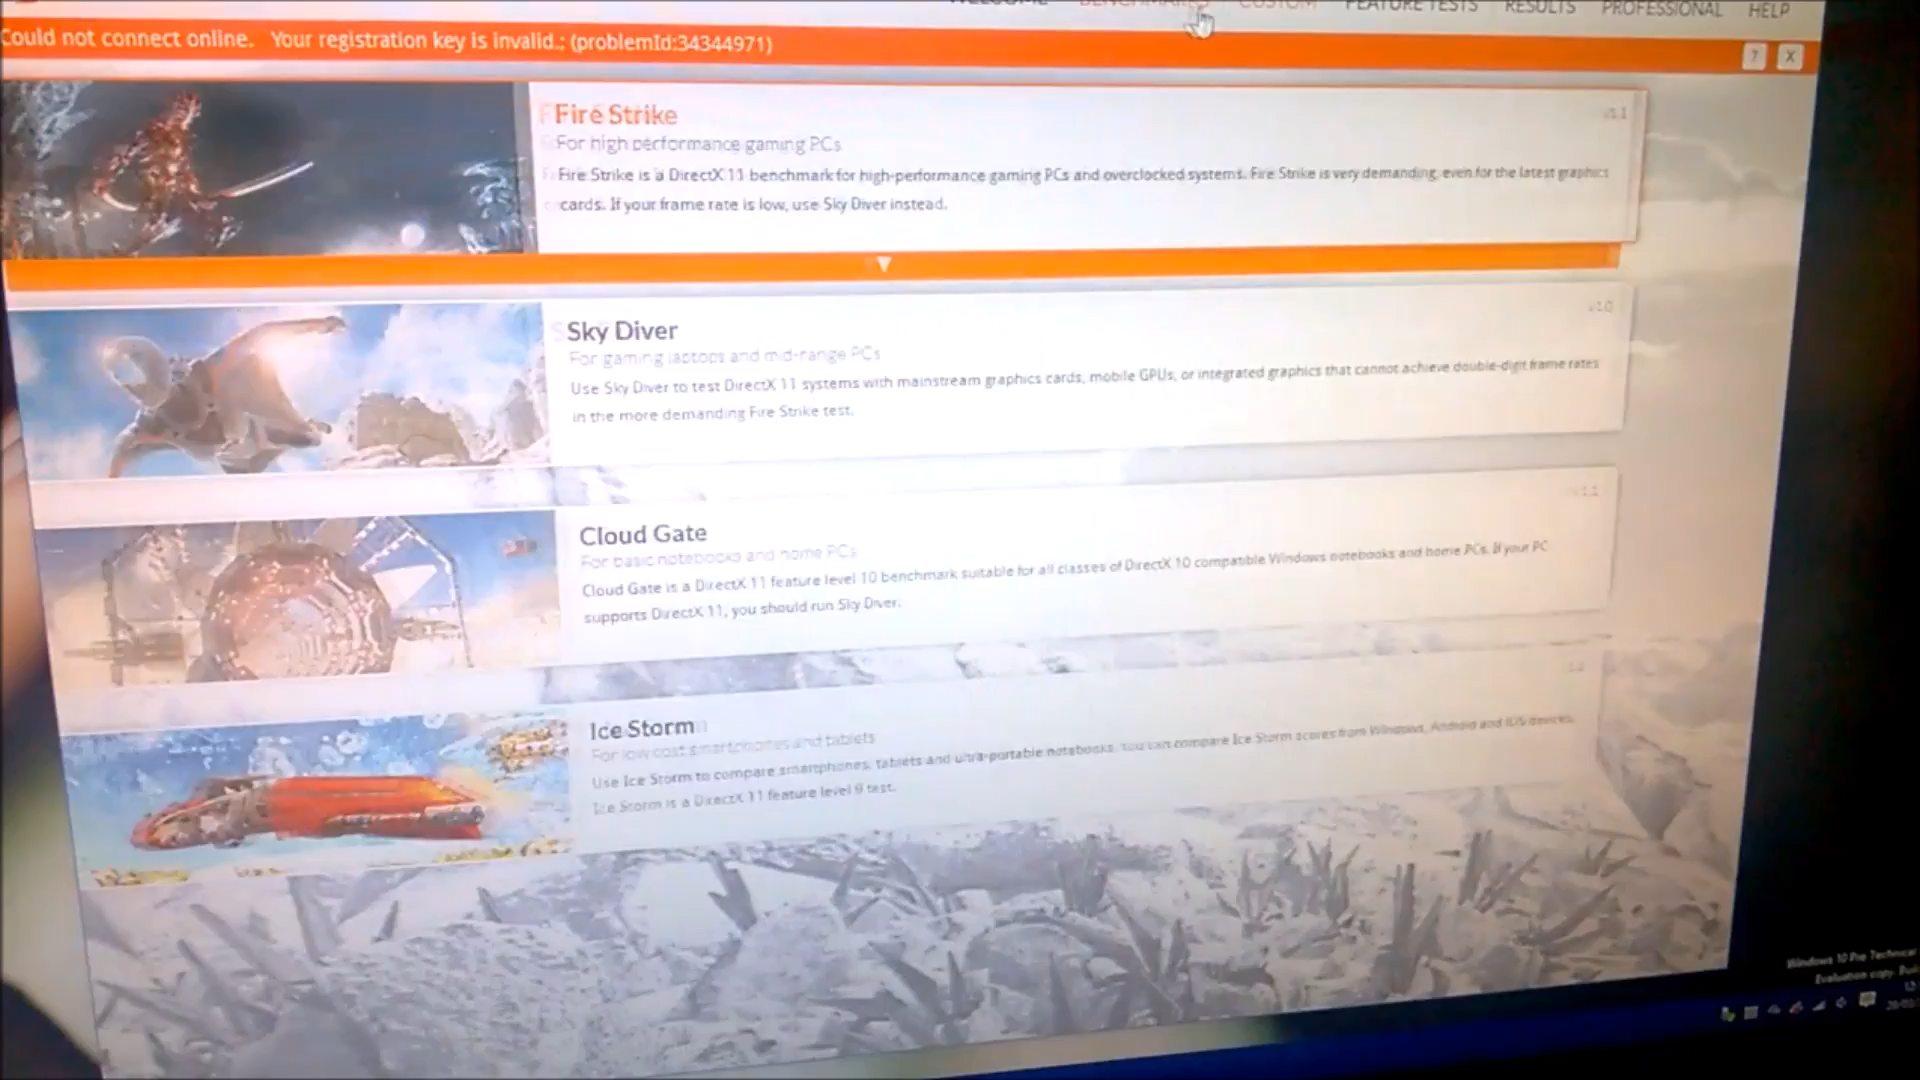 BENCHMARKS CUSTOM FEATURE TESTS RESULTS PROFESSIONAL HELP
Could not connect online. Your registration key is invalid.; (problemId:34344971)
? X
Fire Strike
For high performance gaming PCs
Fire Strike is a DirectX 11 benchmark for high-performance gaming PCs and overclocked systems. Fire Strike is very demanding, even for the latest graphics
cards. If your frame rate is low, use Sky Diver instead.
Sky Diver
v1.0
For gaming laptops and mid-range PCs
Use Sky Diver to test DirectX 11 systems with mainstream graphics cards, mobile GPUs, or integrated graphics that cannot achieve double-digit frame rates
in the more demanding Fire Strike test.
Cloud Gate
For basic notebooks and home PCs
Cloud Gate is a DirectX 11 feature level 10 benchmark suitable for all classes of DirectX 10 compatible Windows notebooks and home PCs. If your PC
supports DirectX 11, you should run Sky Diver.
Ice Storm
For low cost smartphones and tablets
Use Ice Storm to compare smartphones, tablets and ultra-portable notebooks. You can compare Ice Storm scores from Windows, Android and iOS devices.
Ice Storm is a DirectX 11 feature level 9 test.
Windows 10 Pro Technical
Evaluation copy.